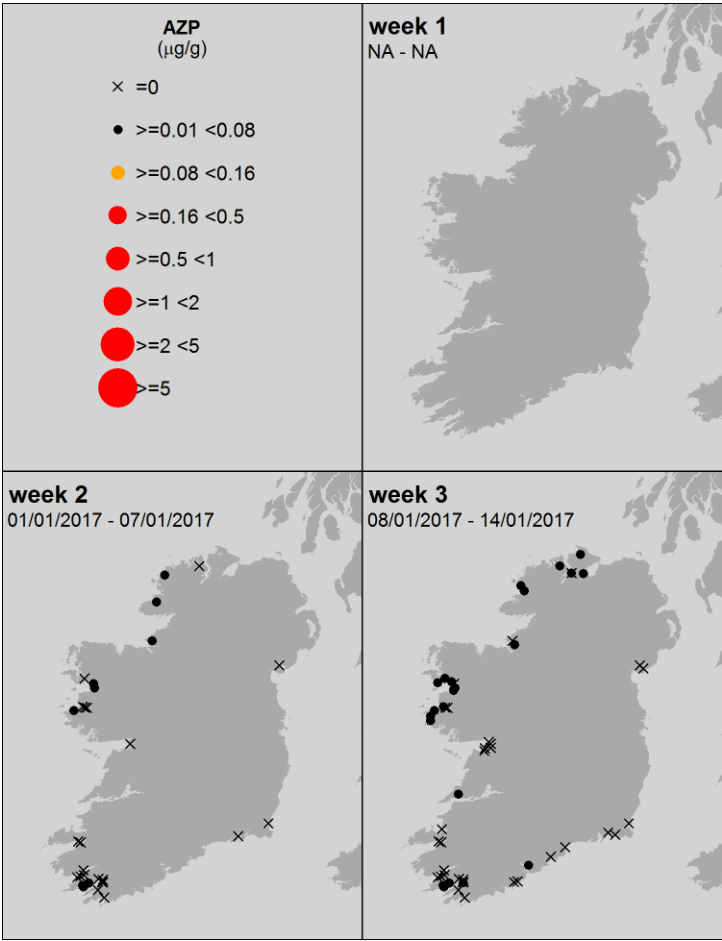 AZP
(µg/g)
=0
>=0.01 <0.08
>=0.08 <0.16
>=0.16 <0.5
>=0.5 <1
>=1 <2
>=2 <5
>=5
week 1
NA - NA
week 2
01/01/2017 - 07/01/2017
week 3
08/01/2017 - 14/01/2017